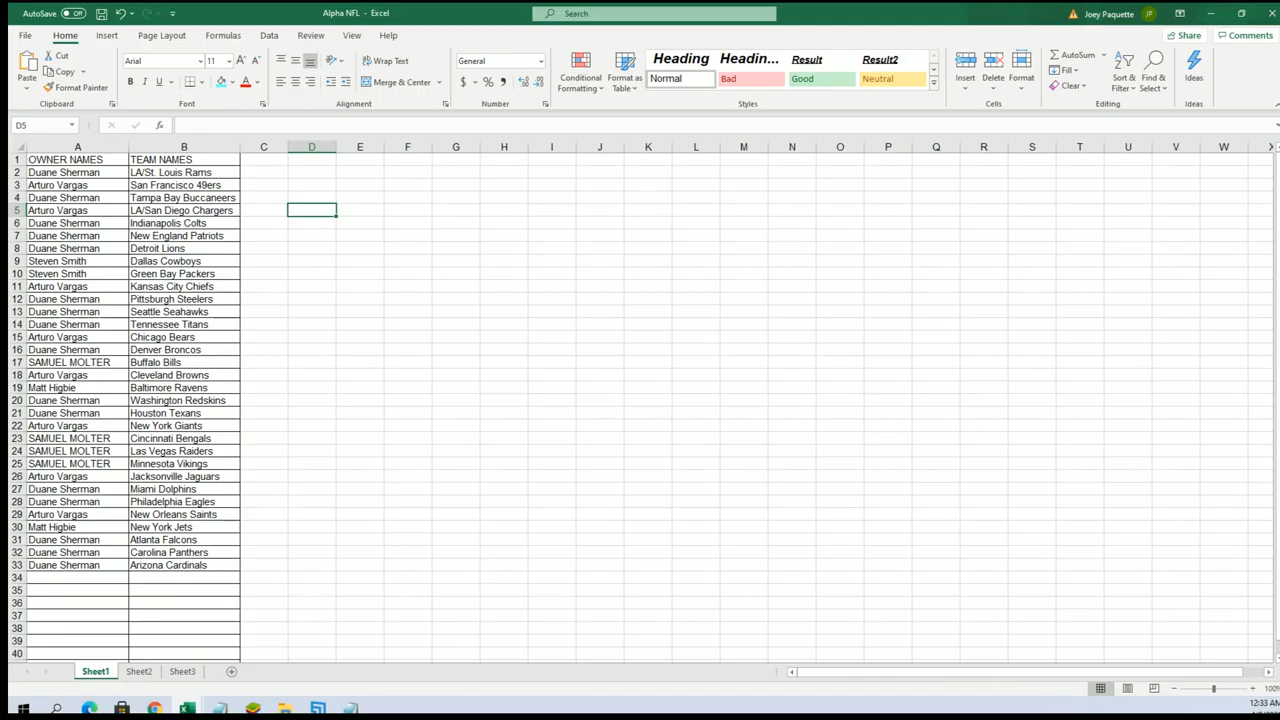 AutoSave Off Alpha NFL - Excel Search Joey Paquette JP
File Home Insert Page Layout Formulas Data Review View Help Share Comments
Paste Cut Copy Format Painter Clipboard
Arial 11 B I U Font
Wrap Text Merge & Center Alignment
General $ % Number
Conditional Formatting Format as Table
Heading Headin... Result Result2
Normal Bad Good Neutral Styles
Insert Delete Format Cells
AutoSum Fill Clear Sort & Filter Find & Select Editing
Ideas Ideas
D5 fx
A B C D E F G H I J K L M N O P Q R S T U V W X
1 OWNER NAMES TEAM NAMES
2 Duane Sherman LA/St. Louis Rams
3 Arturo Vargas San Francisco 49ers
4 Duane Sherman Tampa Bay Buccaneers
5 Arturo Vargas LA/San Diego Chargers
6 Duane Sherman Indianapolis Colts
7 Duane Sherman New England Patriots
8 Duane Sherman Detroit Lions
9 Steven Smith Dallas Cowboys
10 Steven Smith Green Bay Packers
11 Arturo Vargas Kansas City Chiefs
12 Duane Sherman Pittsburgh Steelers
13 Duane Sherman Seattle Seahawks
14 Duane Sherman Tennessee Titans
15 Arturo Vargas Chicago Bears
16 Duane Sherman Denver Broncos
17 SAMUEL MOLTER Buffalo Bills
18 Arturo Vargas Cleveland Browns
19 Matt Higbie Baltimore Ravens
20 Duane Sherman Washington Redskins
21 Duane Sherman Houston Texans
22 Arturo Vargas New York Giants
23 SAMUEL MOLTER Cincinnati Bengals
24 SAMUEL MOLTER Las Vegas Raiders
25 SAMUEL MOLTER Minnesota Vikings
26 Arturo Vargas Jacksonville Jaguars
27 Duane Sherman Miami Dolphins
28 Duane Sherman Philadelphia Eagles
29 Arturo Vargas New Orleans Saints
30 Matt Higbie New York Jets
31 Duane Sherman Atlanta Falcons
32 Duane Sherman Carolina Panthers
33 Duane Sherman Arizona Cardinals
34
35
36
37
38
39
40
Sheet1 Sheet2 Sheet3
100%
12:33 AM